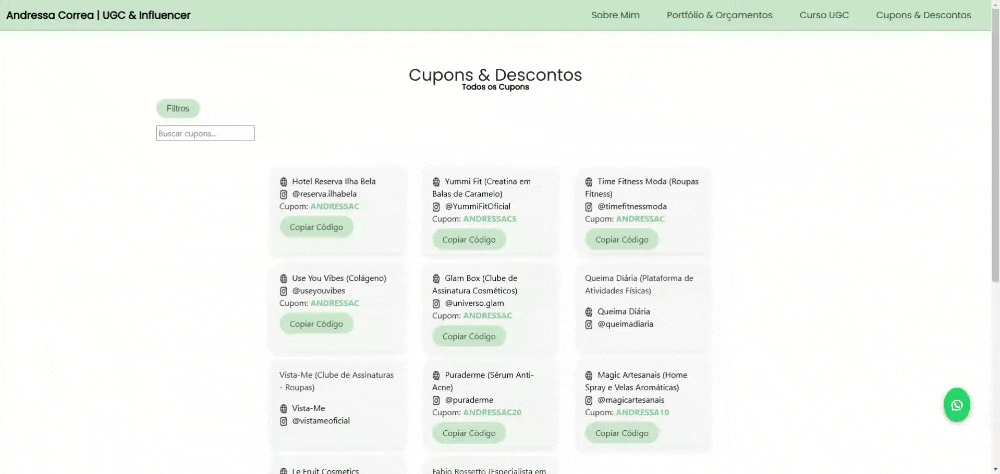 Andressa Correa | UGC & Influencer
Sobre Mim
Portfólio & Orçamentos
Curso UGC
Cupons & Descontos
Cupons & Descontos
Todos os Cupons
Filtros
Buscar cupons...
Hotel Reserva Ilha Bela
@reserva.ilhabela
Cupom: ANDRESSAC
Copiar Código
Yummi Fit (Creatina em
Balas de Caramelo)
@YummiFitOficial
Cupom: ANDRESSAC5
Copiar Código
Time Fitness Moda (Roupas
Fitness)
@timefitnessmoda
Cupom: ANDRESSAC
Copiar Código
Use You Vibes (Colágeno)
@useyouvibes
Cupom: ANDRESSAC
Copiar Código
Glam Box (Clube de
Assinatura Cosméticos)
@universo.glam
Cupom: ANDRESSAC
Copiar Código
Queima Diária (Plataforma de
Atividades Físicas)
Queima Diária
@queimadiaria
Vista-Me (Clube de Assinaturas
- Roupas)
Vista-Me
@vistameoficial
Puraderme (Sérum Anti-
Acne)
@puraderme
Cupom: ANDRESSAC20
Copiar Código
Magic Artesanais (Home
Spray e Velas Aromáticas)
@magicartesanais
Cupom: ANDRESSA10
Copiar Código
Le Fruit Cosmetics
Fabio Rossetto (Especialista em